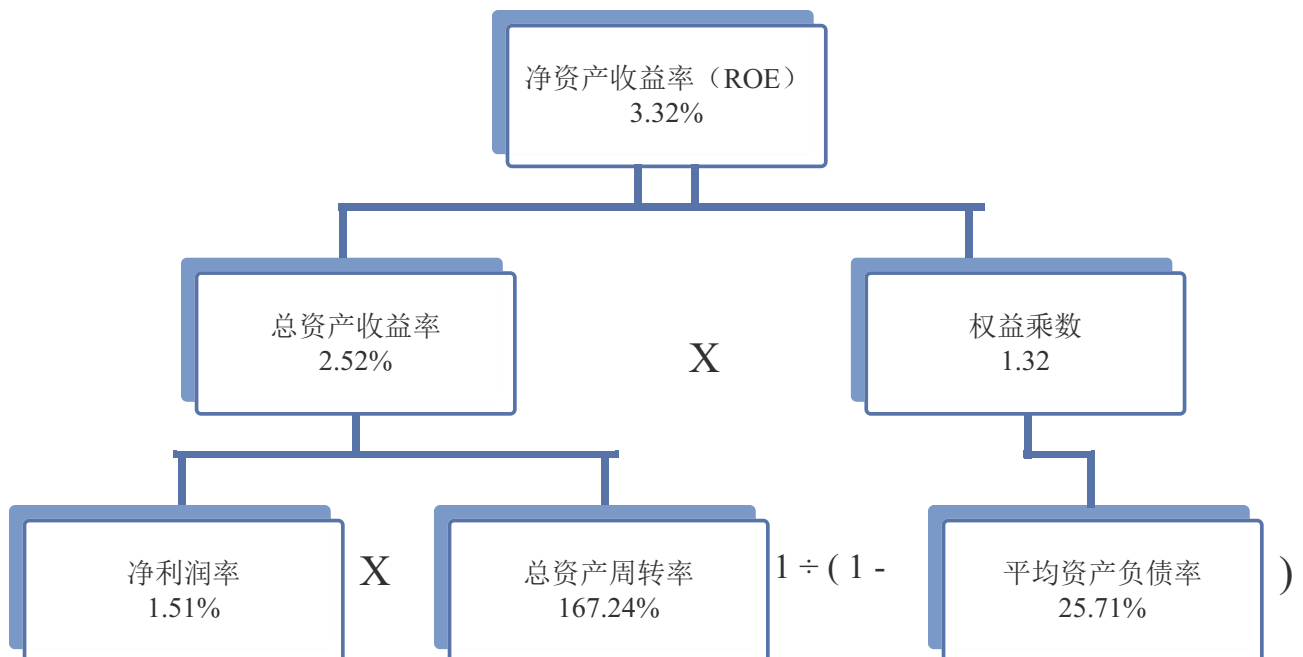 净资产收益率（ROE）
3.32%
总资产收益率
2.52%
X
权益乘数
1.32
净利润率
1.51%
X
总资产周转率
167.24%
1 ÷ ( 1 -
平均资产负债率
25.71%
)